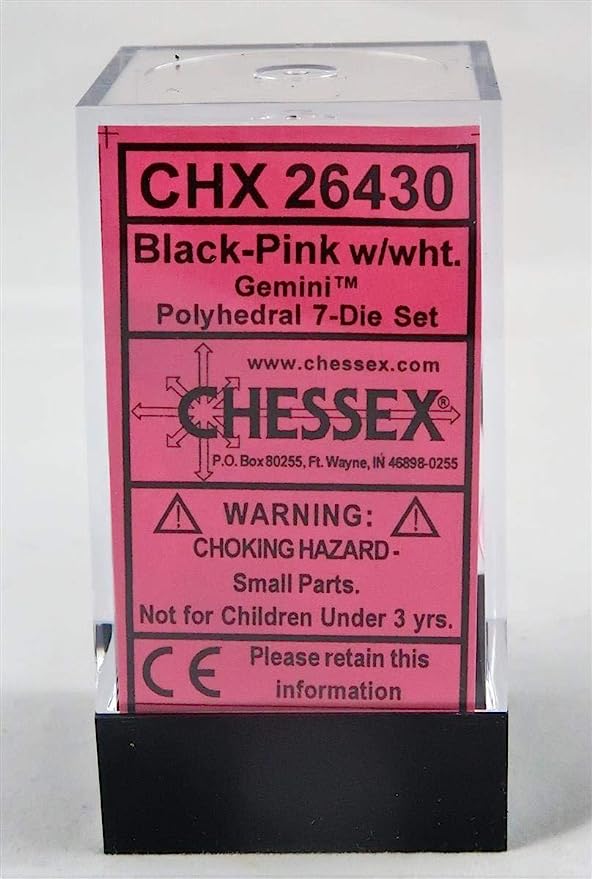 CHX 26430
Black-Pink w/wht.
Gemini™
Polyhedral 7-Die Set
www.chessex.com
CHESSEX®
P.O. Box 80255, Ft. Wayne, IN 46898-0255
WARNING:
CHOKING HAZARD-
Small Parts.
Not for Children Under 3 yrs.
CE Please retain this
information